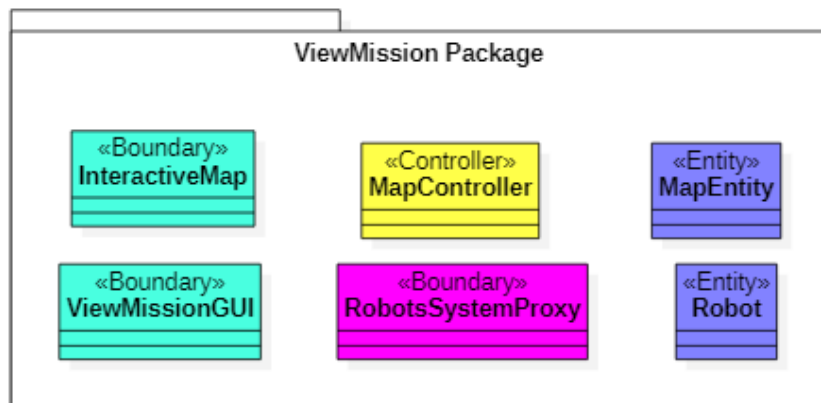 ViewMission Package
«Boundary»
InteractiveMap
«Controller»
MapController
«Entity»
MapEntity
«Boundary»
ViewMissionGUI
«Boundary»
RobotsSystemProxy
«Entity»
Robot